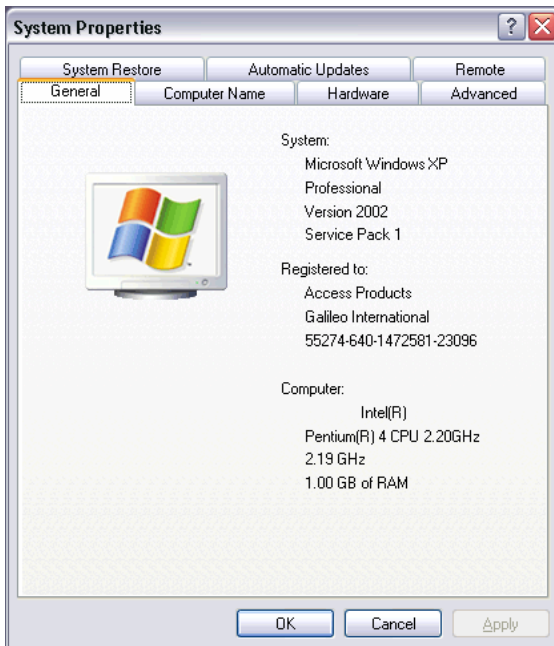 System Properties
System Restore Automatic Updates Remote
General Computer Name Hardware Advanced
System:
Microsoft Windows XP
Professional
Version 2002
Service Pack 1
Registered to:
Access Products
Galileo International
55274-640-1472581-23096
Computer:
Intel(R)
Pentium(R) 4 CPU 2.20GHz
2.19 GHz
1.00 GB of RAM
OK Cancel Apply